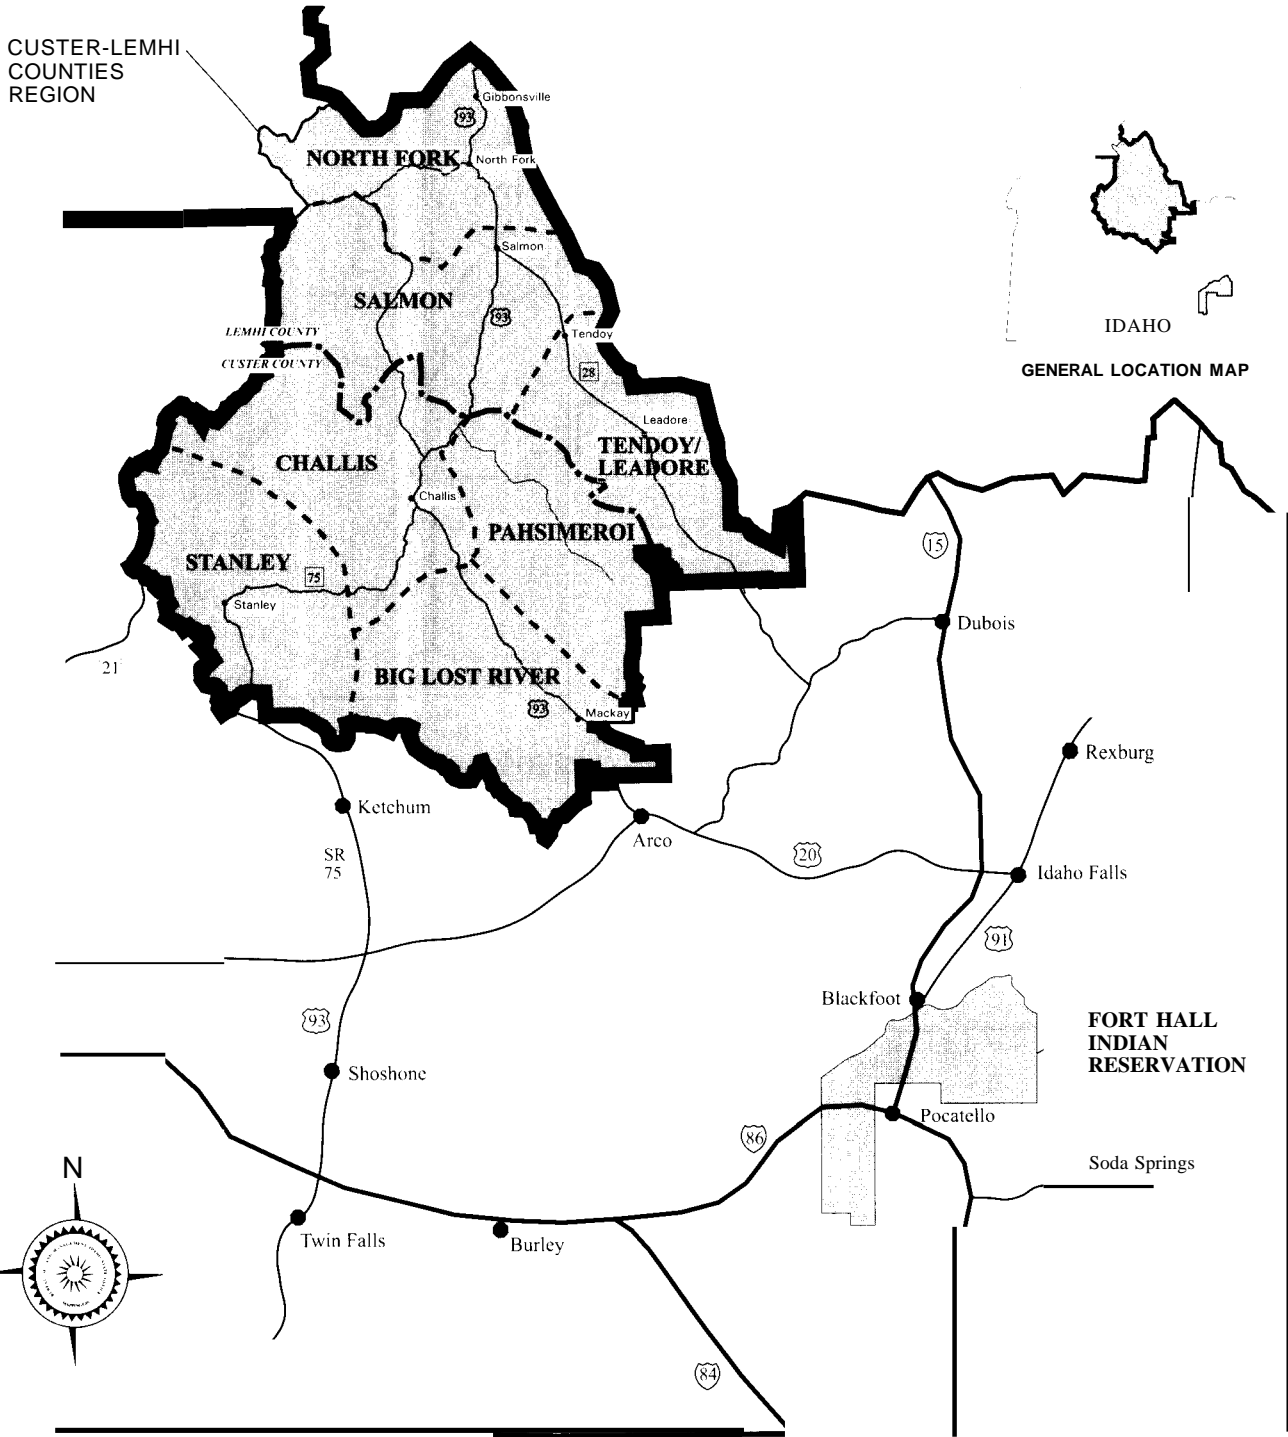 CUSTER-LEMHI
COUNTIES
REGION
Gibbonsville
93
NORTH FORK
North Fork
Salmon
SALMON
93
LEMHI COUNTY
CUSTER COUNTY
Tendoy
28
Leadore
TENDOY/
LEADORE
CHALLIS
Challis
PAHSIMEROI
STANLEY
75
Stanley
21
BIG LOST RIVER
93
Mackay
IDAHO
GENERAL LOCATION MAP
15
Dubois
Rexburg
Ketchum
SR
75
Arco
20
Idaho Falls
91
Blackfoot
FORT HALL
INDIAN
RESERVATION
93
Shoshone
Pocatello
86
Soda Springs
N
Twin Falls
Burley
84